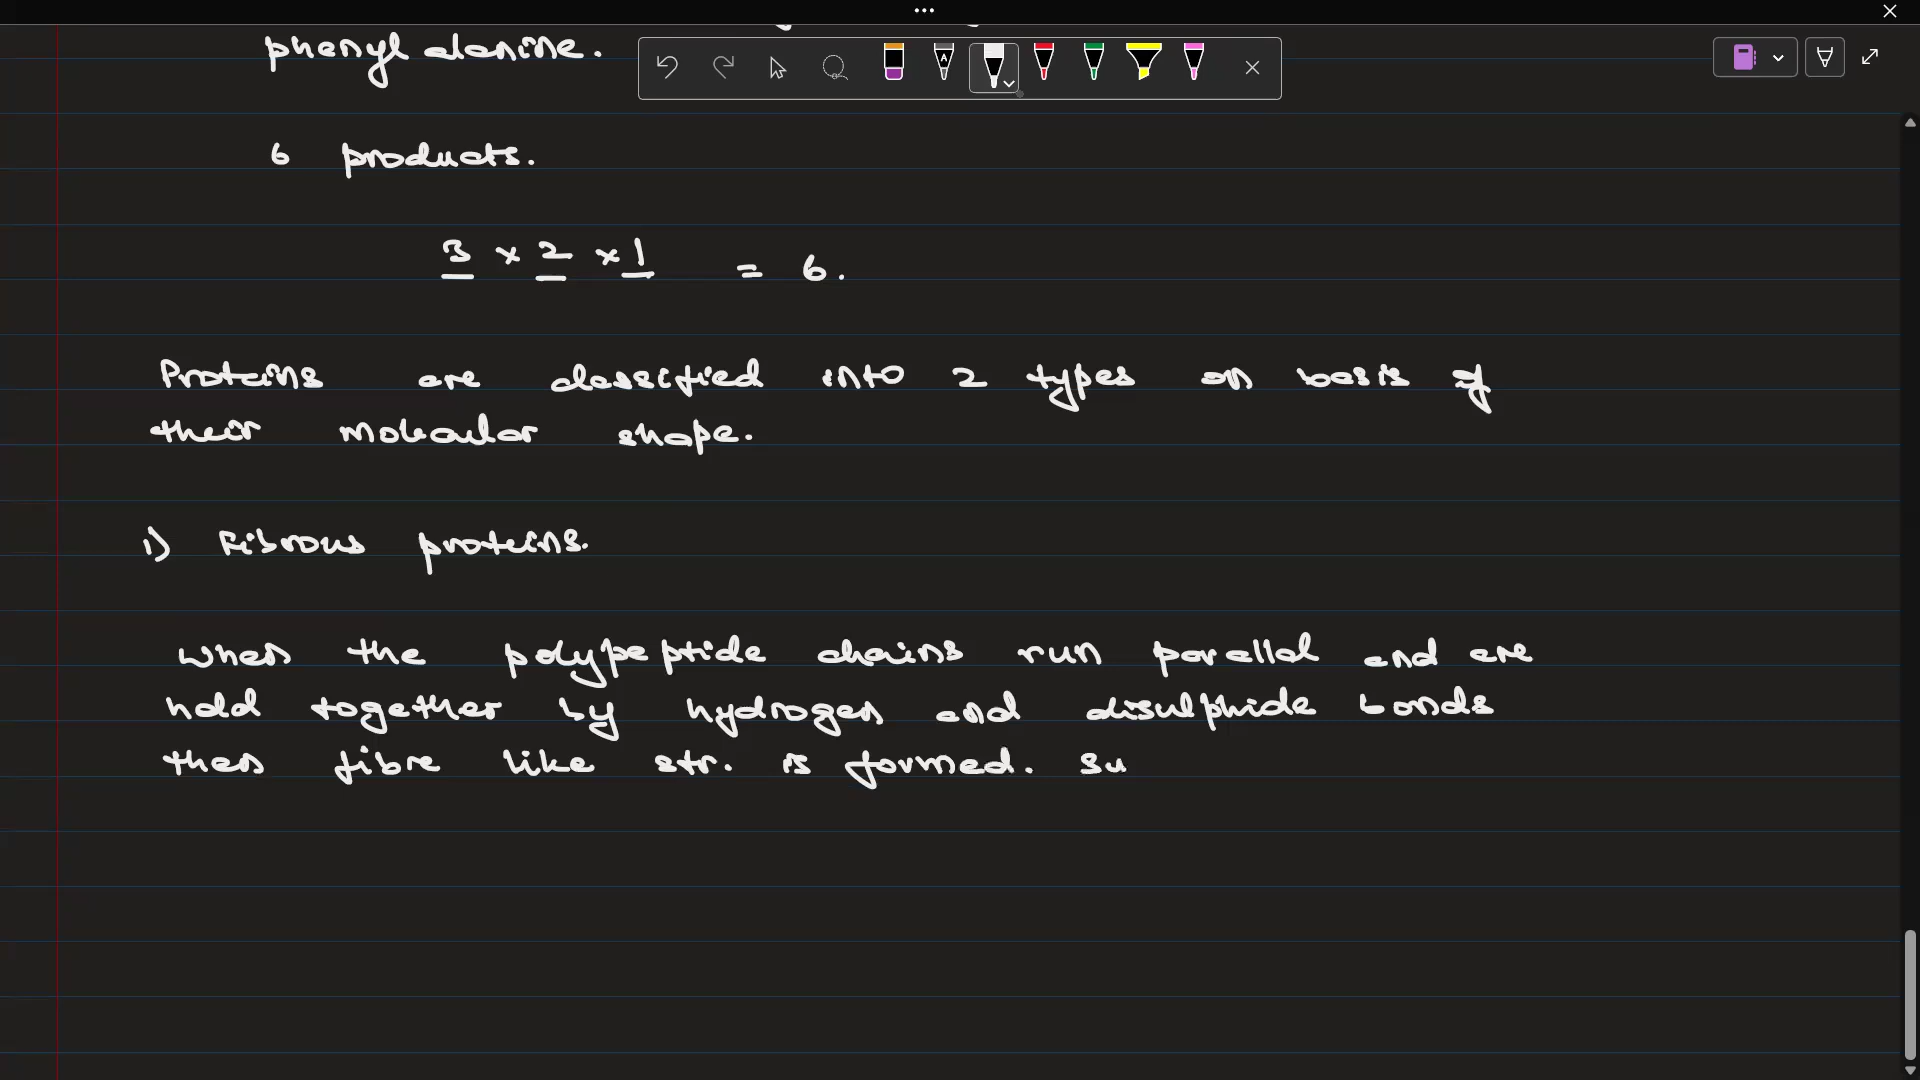 phenyl alanine.
6 products.
3 × 2 × 1 = 6.
Proteins are classified into 2 types on basis of
their molecular shape.
1) Fibrous proteins.
When the polypeptide chains run parallel and are
held together by hydrogen and disulphide bonds
then fibre like str. is formed. Su